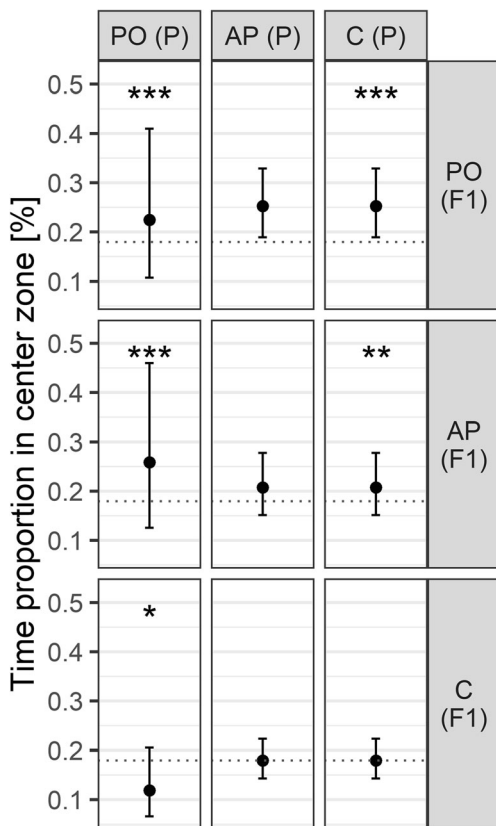 PO (P) AP (P) C (P)
Time proportion in center zone [%]
0.5 *** ***
0.4
0.3
0.2
0.1
PO
(F1)
0.5 *** **
0.4
0.3
0.2
0.1
AP
(F1)
0.5 *
0.4
0.3
0.2
0.1
C
(F1)